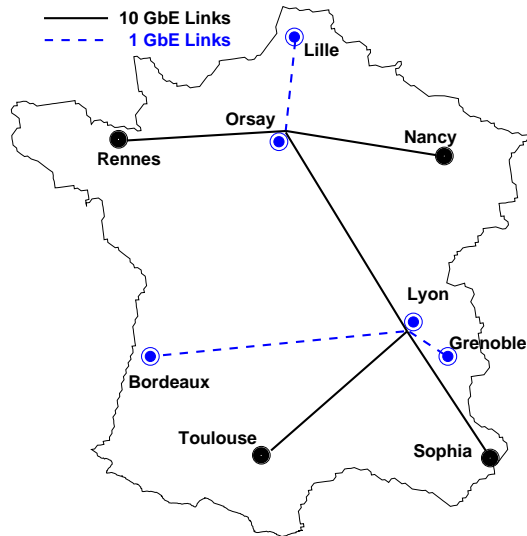 10 GbE Links
1 GbE Links
Lille
Orsay
Nancy
Rennes
Lyon
Grenoble
Bordeaux
Toulouse
Sophia